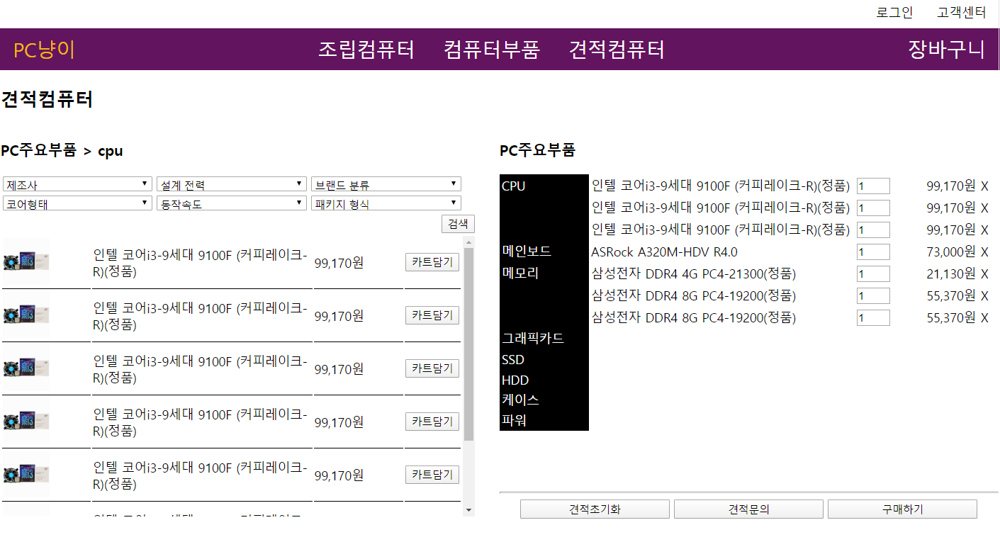 로그인 고객센터
PC냥이 조립컴퓨터 컴퓨터부품 견적컴퓨터 장바구니
견적컴퓨터
PC주요부품 > cpu
제조사 설계 전력 브랜드 분류
코어형태 동작속도 패키지 형식
검색
인텔 코어i3-9세대 9100F (커피레이크-
R)(정품)
99,170원 카트담기
인텔 코어i3-9세대 9100F (커피레이크-
R)(정품)
99,170원 카트담기
인텔 코어i3-9세대 9100F (커피레이크-
R)(정품)
99,170원 카트담기
인텔 코어i3-9세대 9100F (커피레이크-
R)(정품)
99,170원 카트담기
인텔 코어i3-9세대 9100F (커피레이크-
R)(정품)
99,170원 카트담기
인텔 코어i3-9세대 9100F (커피레이크-
PC주요부품
CPU 인텔 코어i3-9세대 9100F (커피레이크-R)(정품) 1 99,170원 X
인텔 코어i3-9세대 9100F (커피레이크-R)(정품) 1 99,170원 X
인텔 코어i3-9세대 9100F (커피레이크-R)(정품) 1 99,170원 X
메인보드 ASRock A320M-HDV R4.0 1 73,000원 X
메모리 삼성전자 DDR4 4G PC4-21300(정품) 1 21,130원 X
삼성전자 DDR4 8G PC4-19200(정품) 1 55,370원 X
삼성전자 DDR4 8G PC4-19200(정품) 1 55,370원 X
그래픽카드
SSD
HDD
케이스
파워
견적초기화 견적문의 구매하기